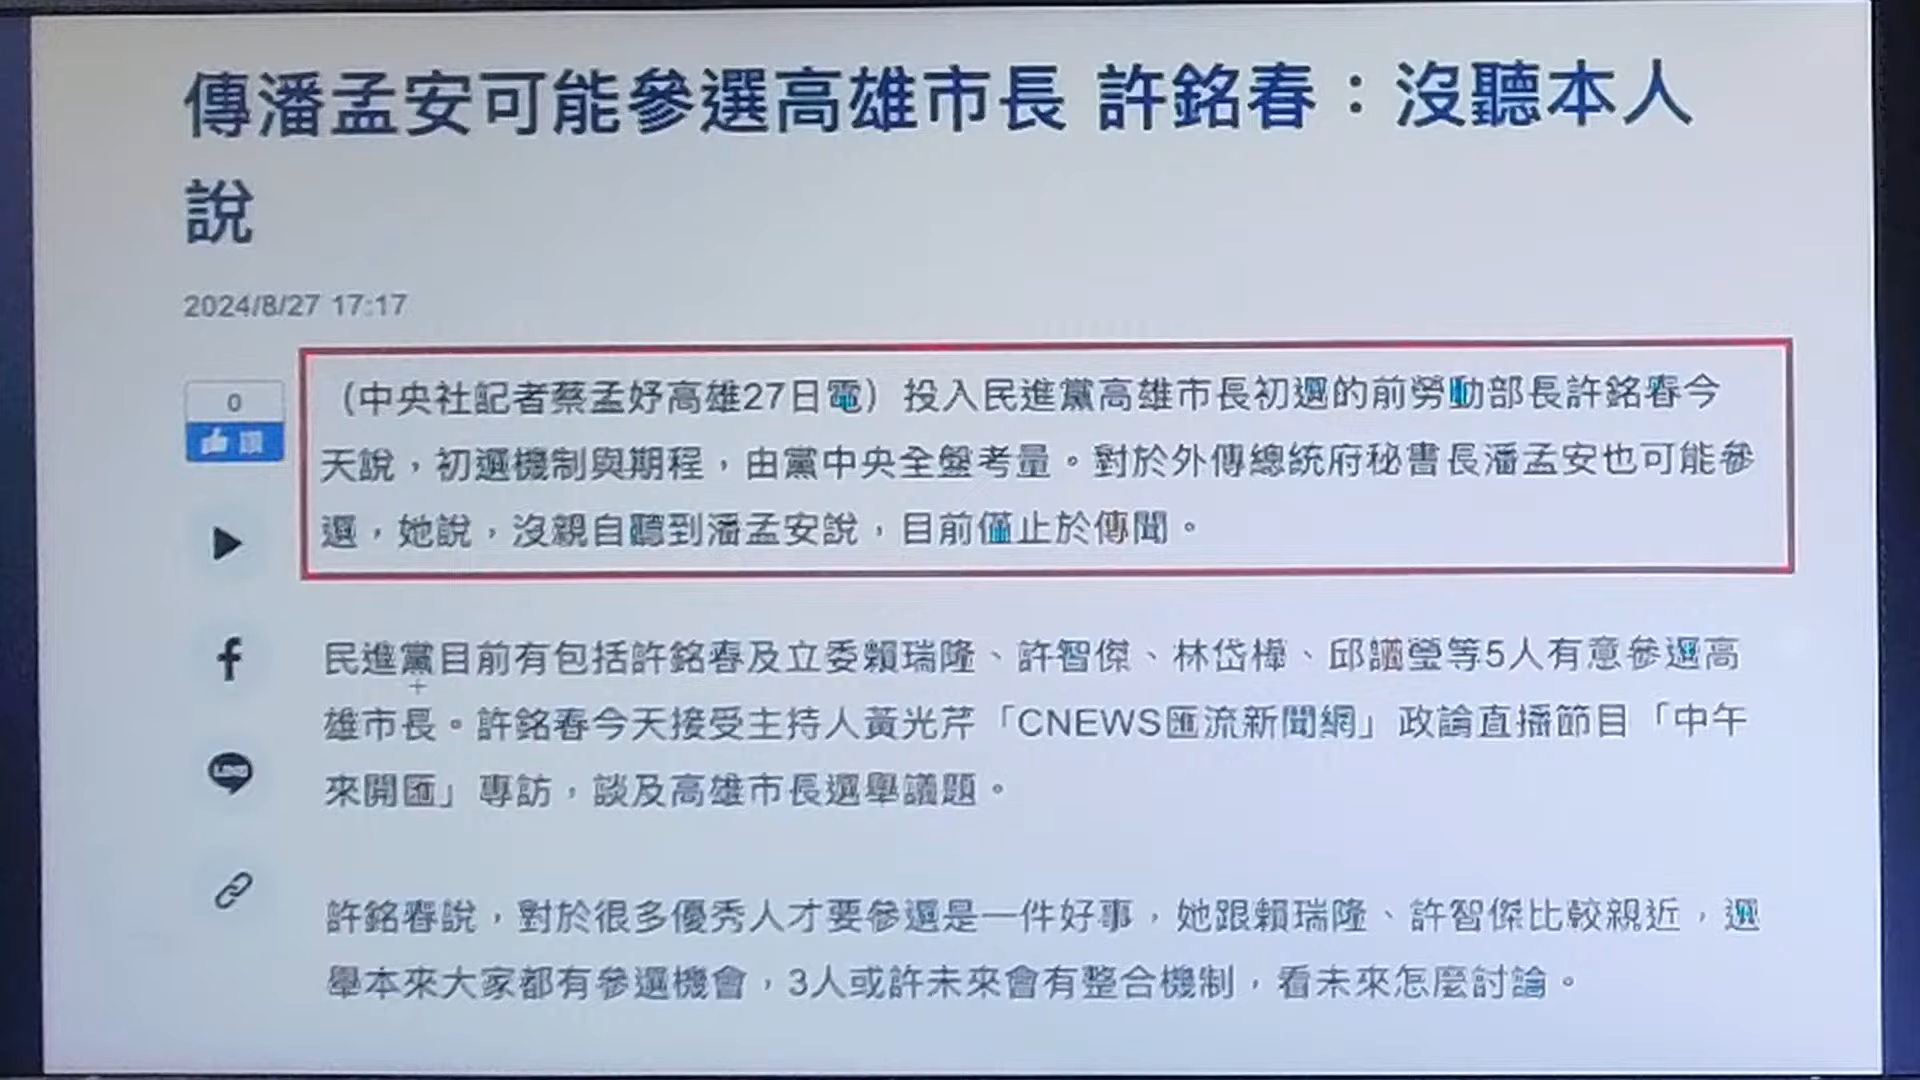 傳潘孟安可能參選高雄市長 許銘春：沒聽本人
說
2024/8/27 17:17
0
讚
（中央社記者蔡孟妤高雄27日電）投入民進黨高雄市長初選的前勞動部長許銘春今
天說，初選機制與期程，由黨中央全盤考量。對於外傳總統府秘書長潘孟安也可能參
選，她說，沒親自聽到潘孟安說，目前僅止於傳聞。
民進黨目前有包括許銘春及立委賴瑞隆、許智傑、林岱樺、邱議瑩等5人有意參選高
雄市長。許銘春今天接受主持人黃光芹「CNEWS匯流新聞網」政論直播節目「中午
來開匯」專訪，談及高雄市長選舉議題。
許銘春說，對於很多優秀人才要參選是一件好事，她跟賴瑞隆、許智傑比較親近，選
舉本來大家都有參選機會，3人或許未來會有整合機制，看未來怎麼討論。